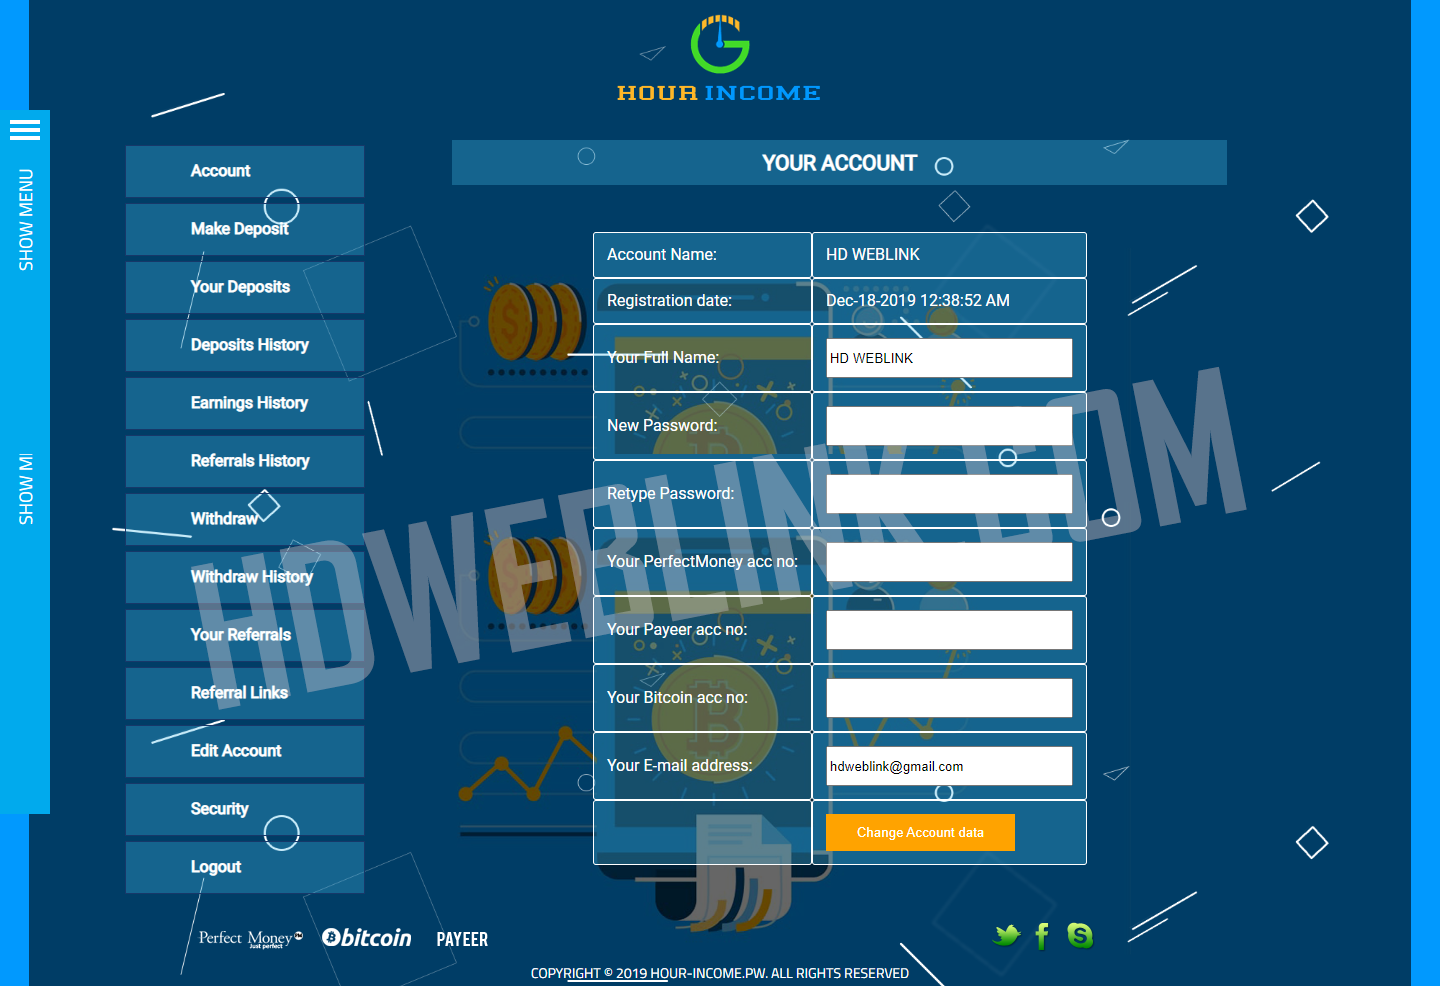 HOUR INCOME
SHOW MENU
SHOW M
Account
Make Deposit
Your Deposits
Deposits History
Earnings History
Referrals History
Withdraw
Withdraw History
Your Referrals
Referral Links
Edit Account
Security
Logout
YOUR ACCOUNT
Account Name: HD WEBLINK
Registration date: Dec-18-2019 12:38:52 AM
Your Full Name: HD WEBLINK
New Password:
Retype Password:
Your PerfectMoney acc no:
Your Payeer acc no:
Your Bitcoin acc no:
Your E-mail address: hdweblink@gmail.com
Change Account data
HDWEBLINK.COM
Perfect Money PM
Just perfect
bitcoin
PAYEER
COPYRIGHT © 2019 HOUR-INCOME.PW. ALL RIGHTS RESERVED